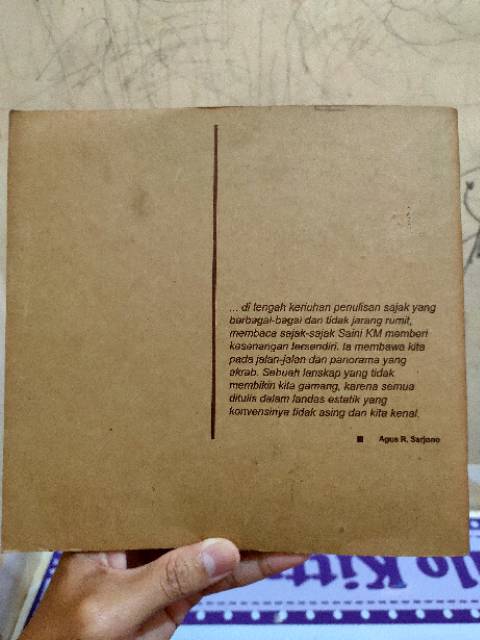 ... di tengah keriuhan penulisan sajak yang
berbagai-bagai dan tidak jarang rumit,
membaca sajak-sajak Saini KM memberi
kesenangan tersendiri. Ia membawa kita
pada jalan-jalan dan panorama yang
akrab. Sebuah lanskap yang tidak
membikin kita gamang, karena semua
ditulis dalam landas estatik yang
konvensinya tidak asing dan kita kenal.
Agus R. Sarjono